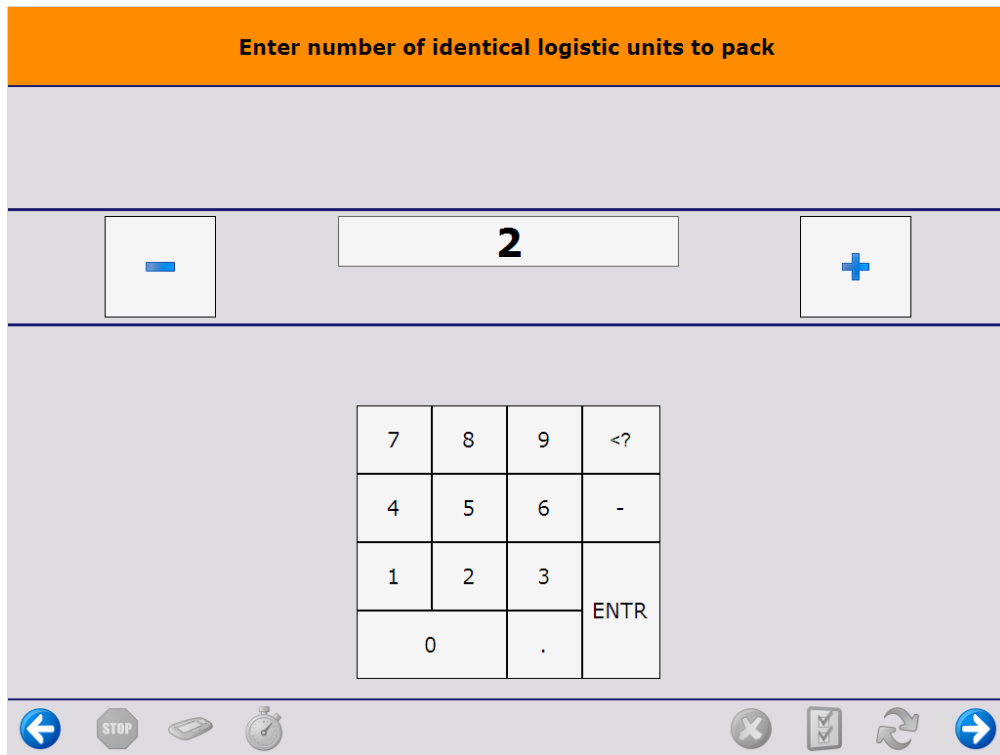 Enter number of identical logistic units to pack
2
7 8 9 <?
4 5 6 -
1 2 3
ENTR
0 .
STOP